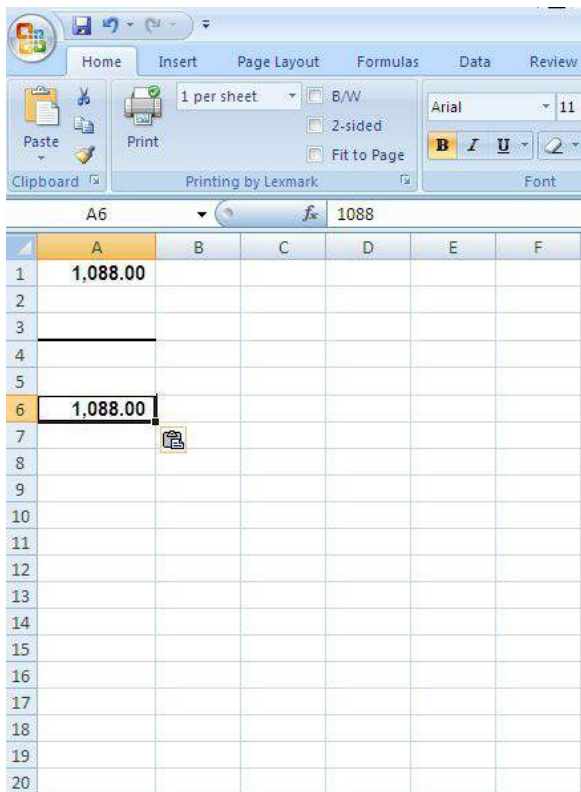 Home Insert Page Layout Formulas Data Review
1 per sheet B/W
Arial 11
2-sided
Paste Print
B I U
Fit to Page
Clipboard Printing by Lexmark Font
A6 fx 1088
A B C D E F
1 1,088.00
2
3
4
5
6 1,088.00
7
8
9
10
11
12
13
14
15
16
17
18
19
20